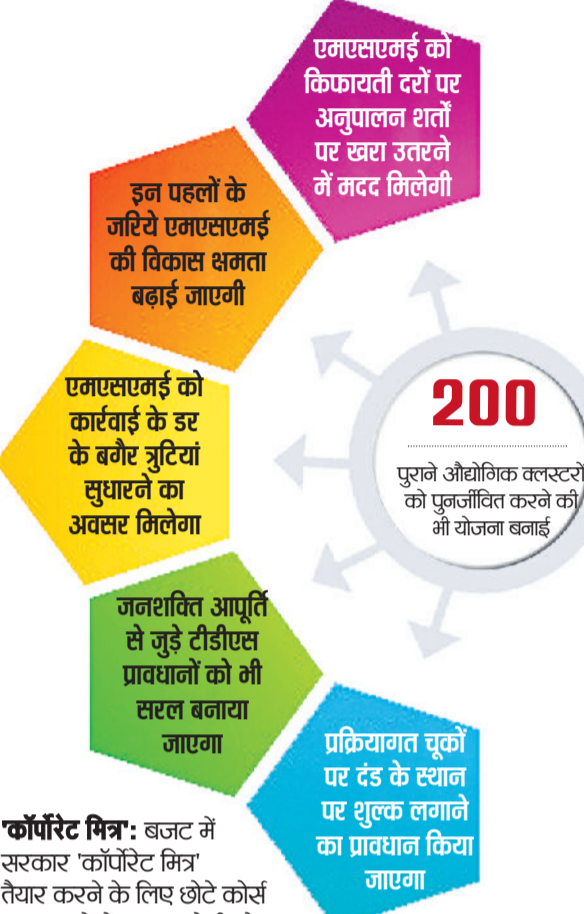 एमएसएमई को
किफायती दरों पर
अनुपालन शर्तों
पर खरा उतरने
में मदद मिलेगी
इन पहलों के
जरिये एमएसएमई
की विकास क्षमता
बढ़ाई जाएगी
एमएसएमई को
कार्रवाई के डर
के बगैर त्रुटियां
सुधारने का
अवसर मिलेगा
200
पुराने औद्योगिक क्लस्टरों
को पुनर्जीवित करने की
भी योजना बनाई
जनशक्ति आपूर्ति
से जुड़े टीडीएस
प्रावधानों को भी
सरल बनाया
जाएगा
प्रक्रियागत चूकों
पर दंड के स्थान
पर शुल्क लगाने
का प्रावधान किया
जाएगा
'कॉर्पोरेट मित्र': बजट में
सरकार 'कॉर्पोरेट मित्र'
तैयार करने के लिए छोटे कोर्स